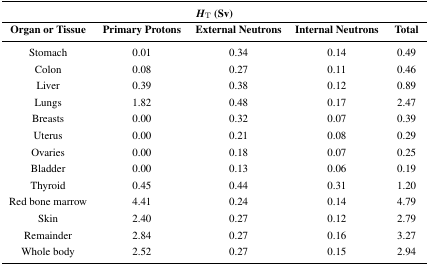 H_T (Sv)
Organ or Tissue Primary Protons External Neutrons Internal Neutrons Total
Stomach 0.01 0.34 0.14 0.49
Colon 0.08 0.27 0.11 0.46
Liver 0.39 0.38 0.12 0.89
Lungs 1.82 0.48 0.17 2.47
Breasts 0.00 0.32 0.07 0.39
Uterus 0.00 0.21 0.08 0.29
Ovaries 0.00 0.18 0.07 0.25
Bladder 0.00 0.13 0.06 0.19
Thyroid 0.45 0.44 0.31 1.20
Red bone marrow 4.41 0.24 0.14 4.79
Skin 2.40 0.27 0.12 2.79
Remainder 2.84 0.27 0.16 3.27
Whole body 2.52 0.27 0.15 2.94